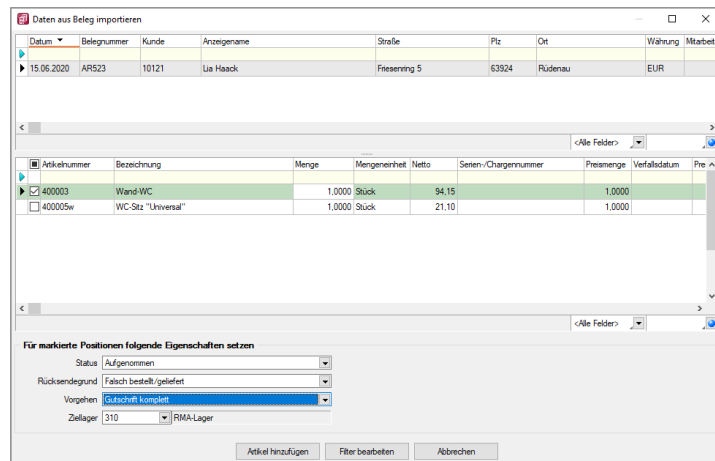 Daten aus Beleg importieren
Datum Belegnummer Kunde Anzeigename Straße Plz Ort Währung Mitarbeit
15.06.2020 AR523 10121 Lia Haack Friesenring 5 63924 Rüdenau EUR
<Alle Felder>
Artikelnummer Bezeichnung Menge Mengeneinheit Netto Serien-/Chargennummer Preismenge Verfallsdatum Pre
400003 Wand-WC 1,0000 Stück 94,15 1,0000
400005w WC-Sitz "Universal" 1,0000 Stück 21,10 1,0000
<Alle Felder>
Für markierte Positionen folgende Eigenschaften setzen
Status Aufgenommen
Rücksendegrund Falsch bestellt/geliefert
Vorgehen Gutschrift komplett
Ziellager 310 RMA-Lager
Artikel hinzufügen Filter bearbeiten Abbrechen